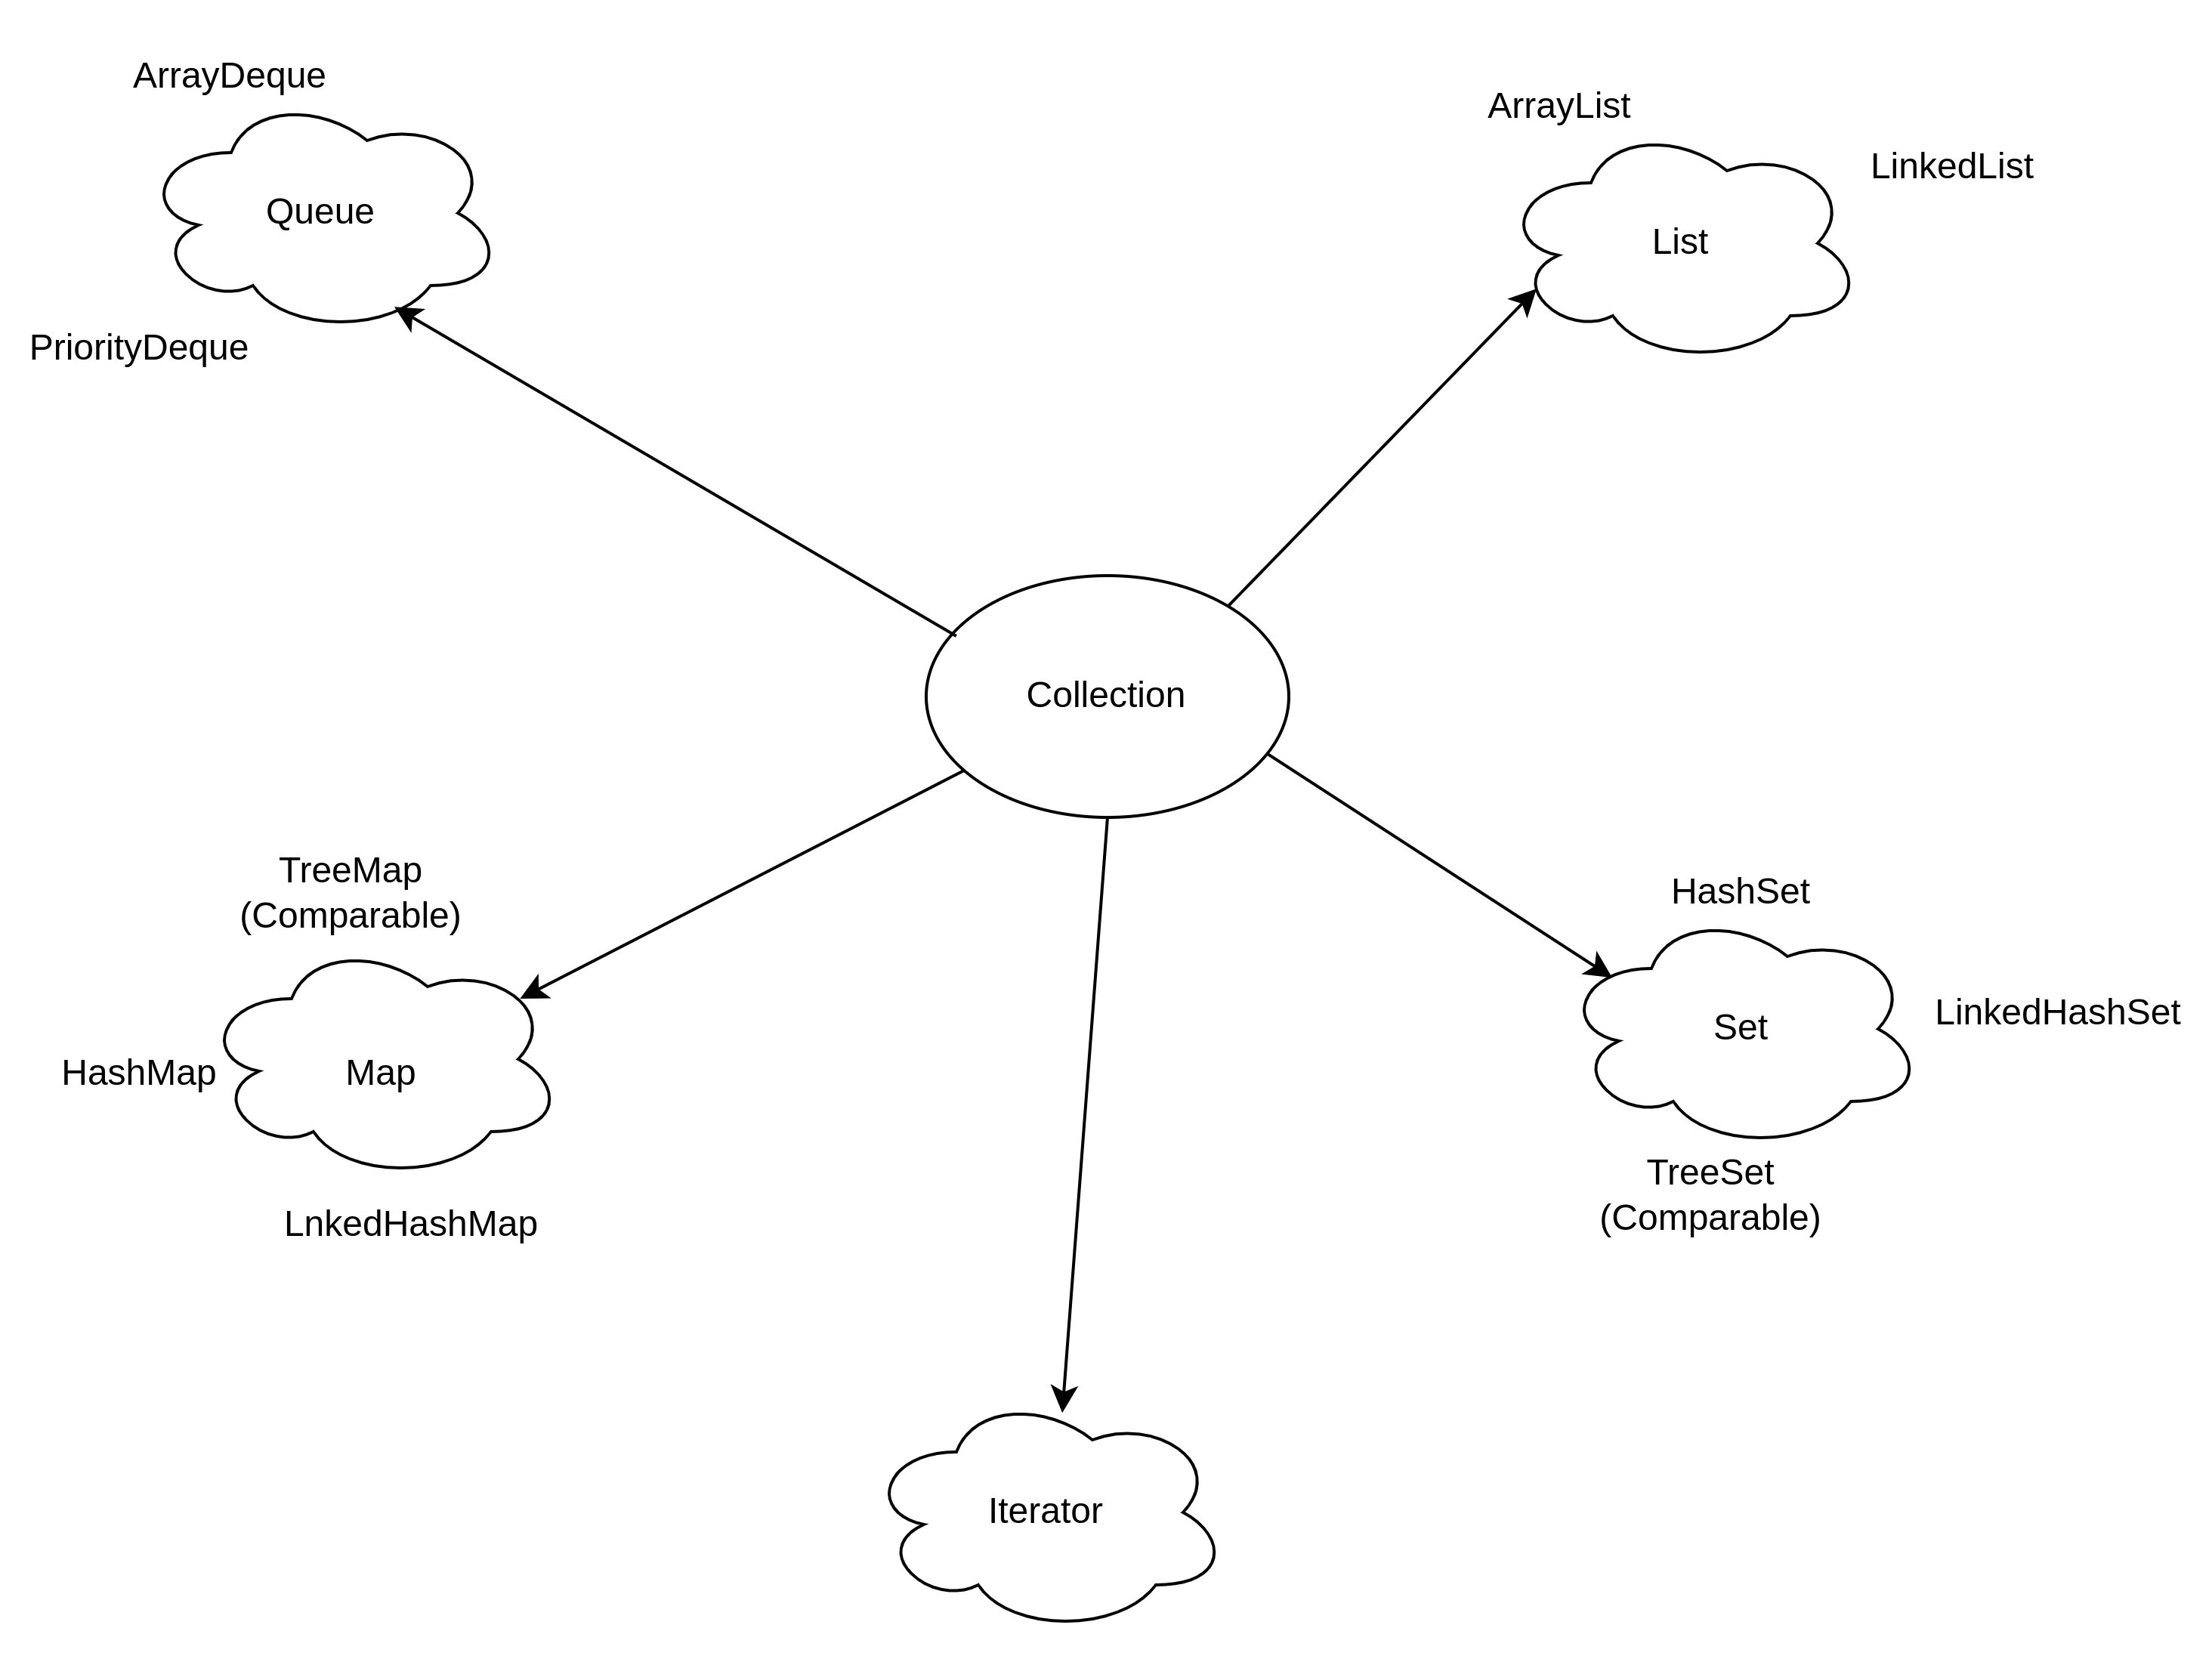 ArrayDeque
ArrayList
LinkedList
Queue
List
PriorityDeque
Collection
TreeMap
(Comparable)
HashSet
LinkedHashSet
Set
HashMap
Map
TreeSet
(Comparable)
LnkedHashMap
Iterator